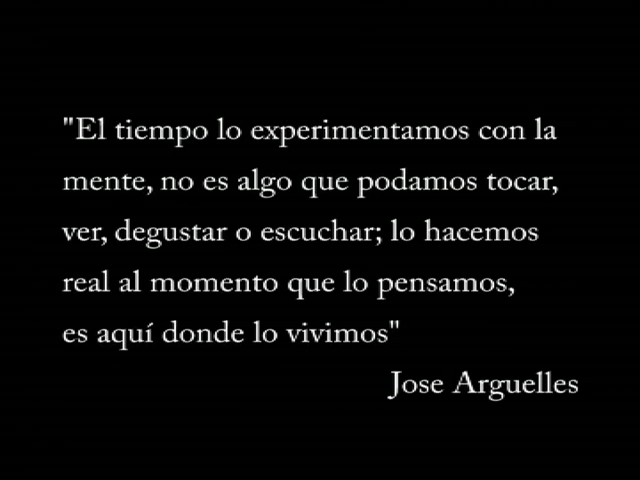 "El tiempo lo experimentamos con la
mente, no es algo que podamos tocar,
ver, degustar o escuchar; lo hacemos
real al momento que lo pensamos,
es aquí donde lo vivimos"
Jose Arguelles